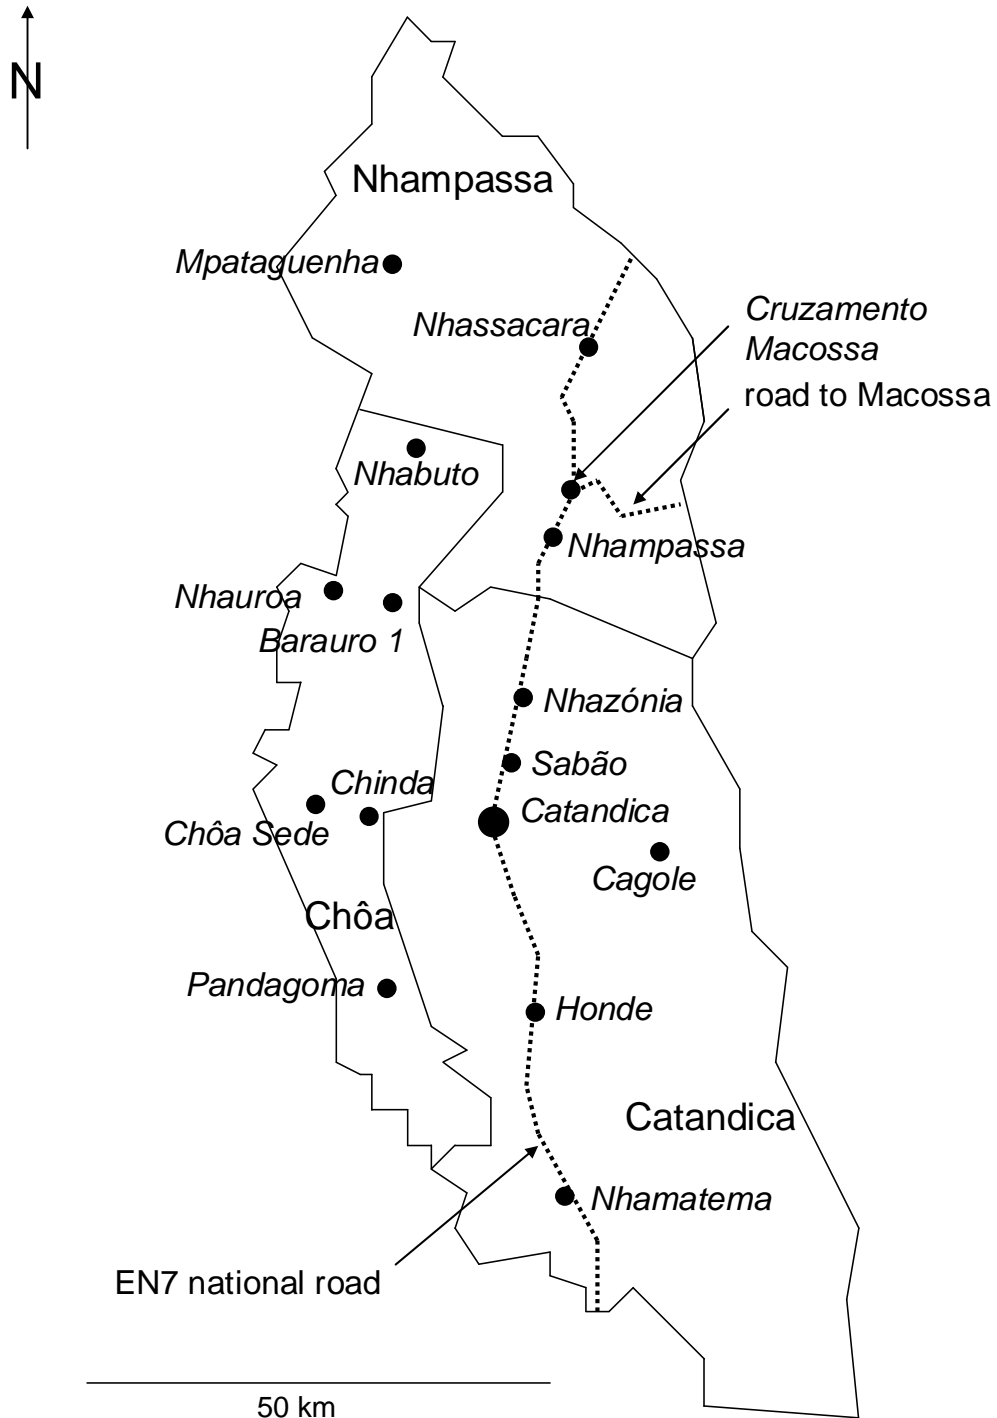 N
Nhampassa
Mpataguenha
Nhassacara
Cruzamento
Macossa
road to Macossa
Nhabuto
Nhampassa
Nhauroa
Barauro 1
Nhazónia
Sabão
Chinda
Catandica
Chôa Sede
Cagole
Chôa
Pandagoma
Honde
Catandica
Nhamatema
EN7 national road
50 km